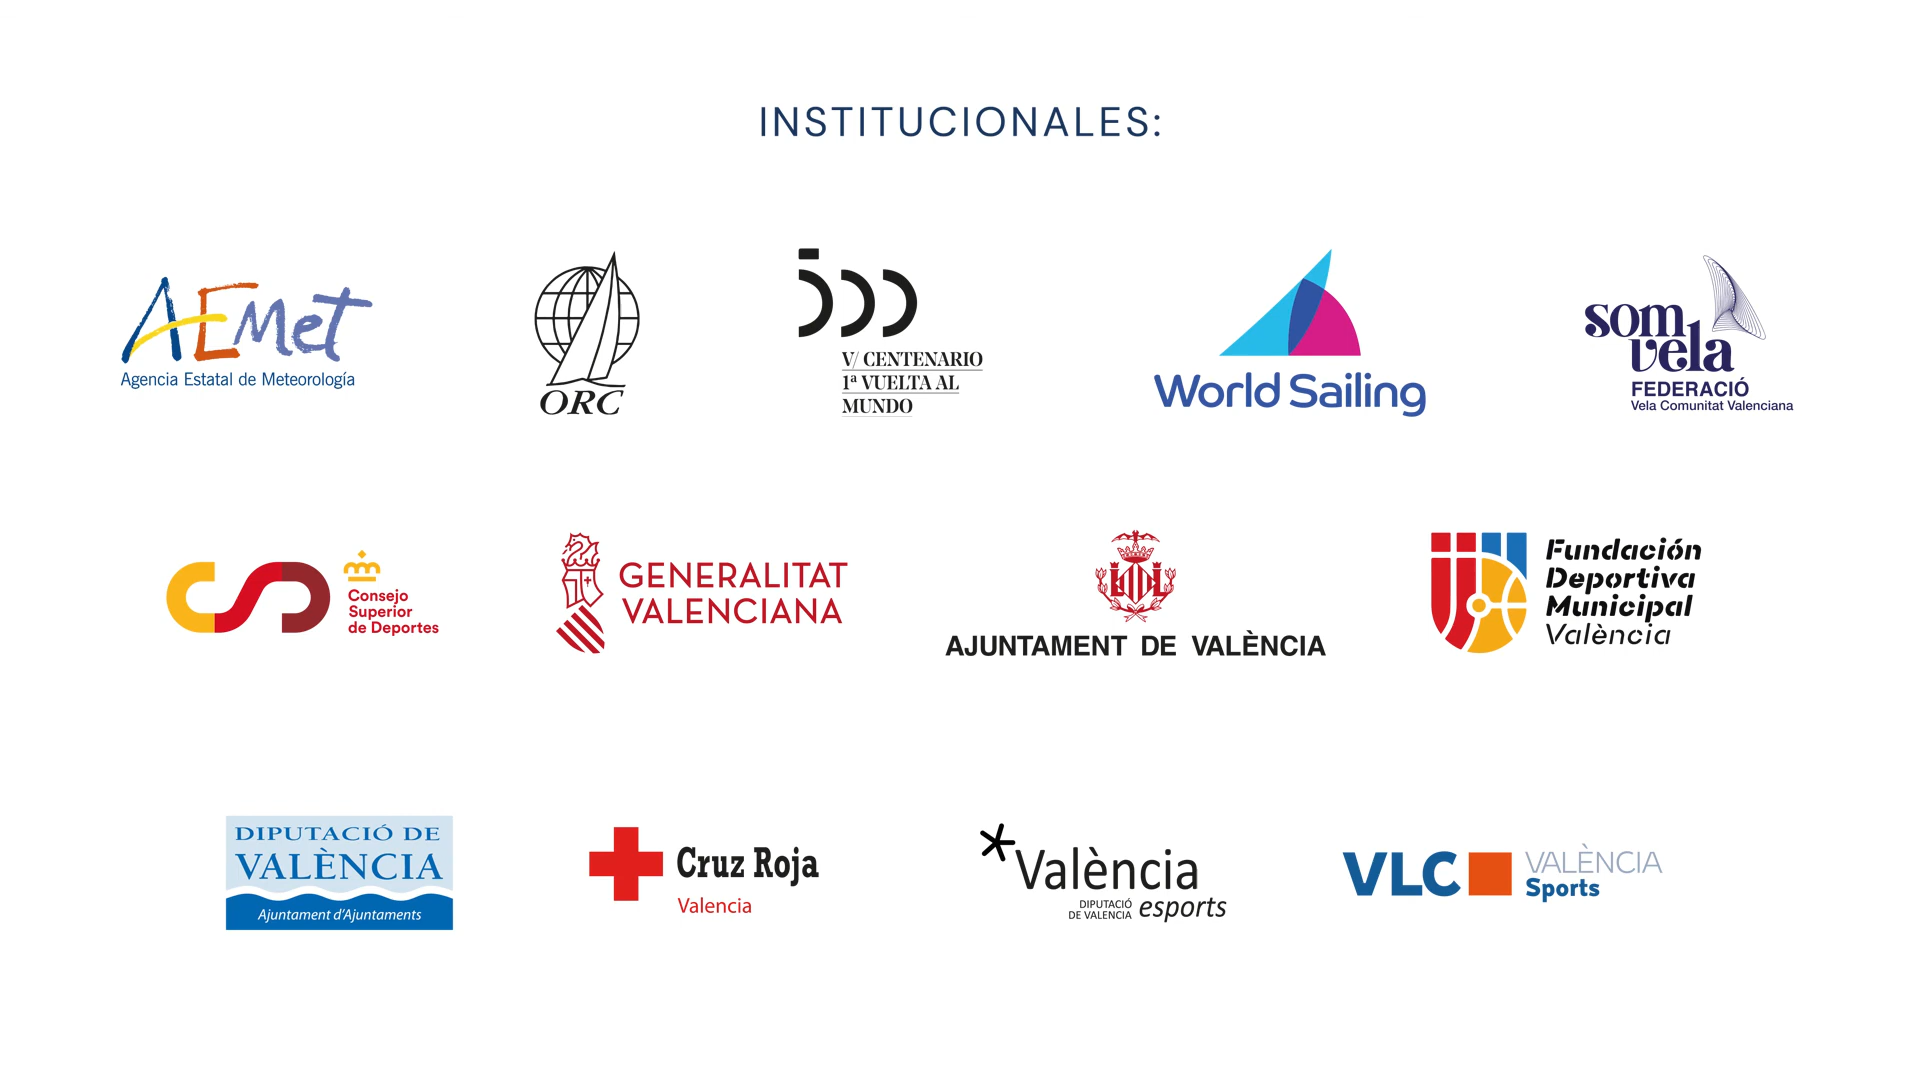 INSTITUCIONALES:
AEMet
Agencia Estatal de Meteorología
ORC
500
V/ CENTENARIO
1ª VUELTA AL
MUNDO
World Sailing
som
vela
FEDERACIÓ
Vela Comunitat Valenciana
CSD
Consejo
Superior
de Deportes
GENERALITAT
VALENCIANA
AJUNTAMENT DE VALÈNCIA
Fundación
Deportiva
Municipal
València
DIPUTACIÓ DE
VALÈNCIA
Ajuntament d'Ajuntaments
Cruz Roja
Valencia
València
DIPUTACIÓ
DE VALENCIA
esports
VLC
VALÈNCIA
Sports